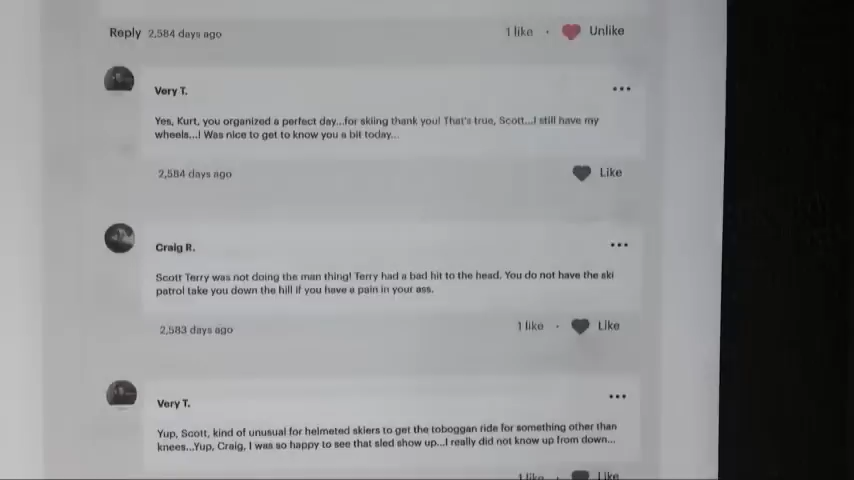 Reply 2,584 days ago
1 like · Unlike
Very T.
Yes, Kurt, you organized a perfect day...for skiing thank you! That's true, Scott...I still have my
wheels...! Was nice to get to know you a bit today...
2,584 days ago
Like
Craig R.
Scott Terry was not doing the man thing! Terry had a bad hit to the head. You do not have the ski
patrol take you down the hill if you have a pain in your ass.
2,583 days ago
1 like · Like
Very T.
Yup, Scott, kind of unusual for helmeted skiers to get the toboggan ride for something other than
knees...Yup, Craig, I was so happy to see that sled show up...I really did not know up from down...
1 like · Like